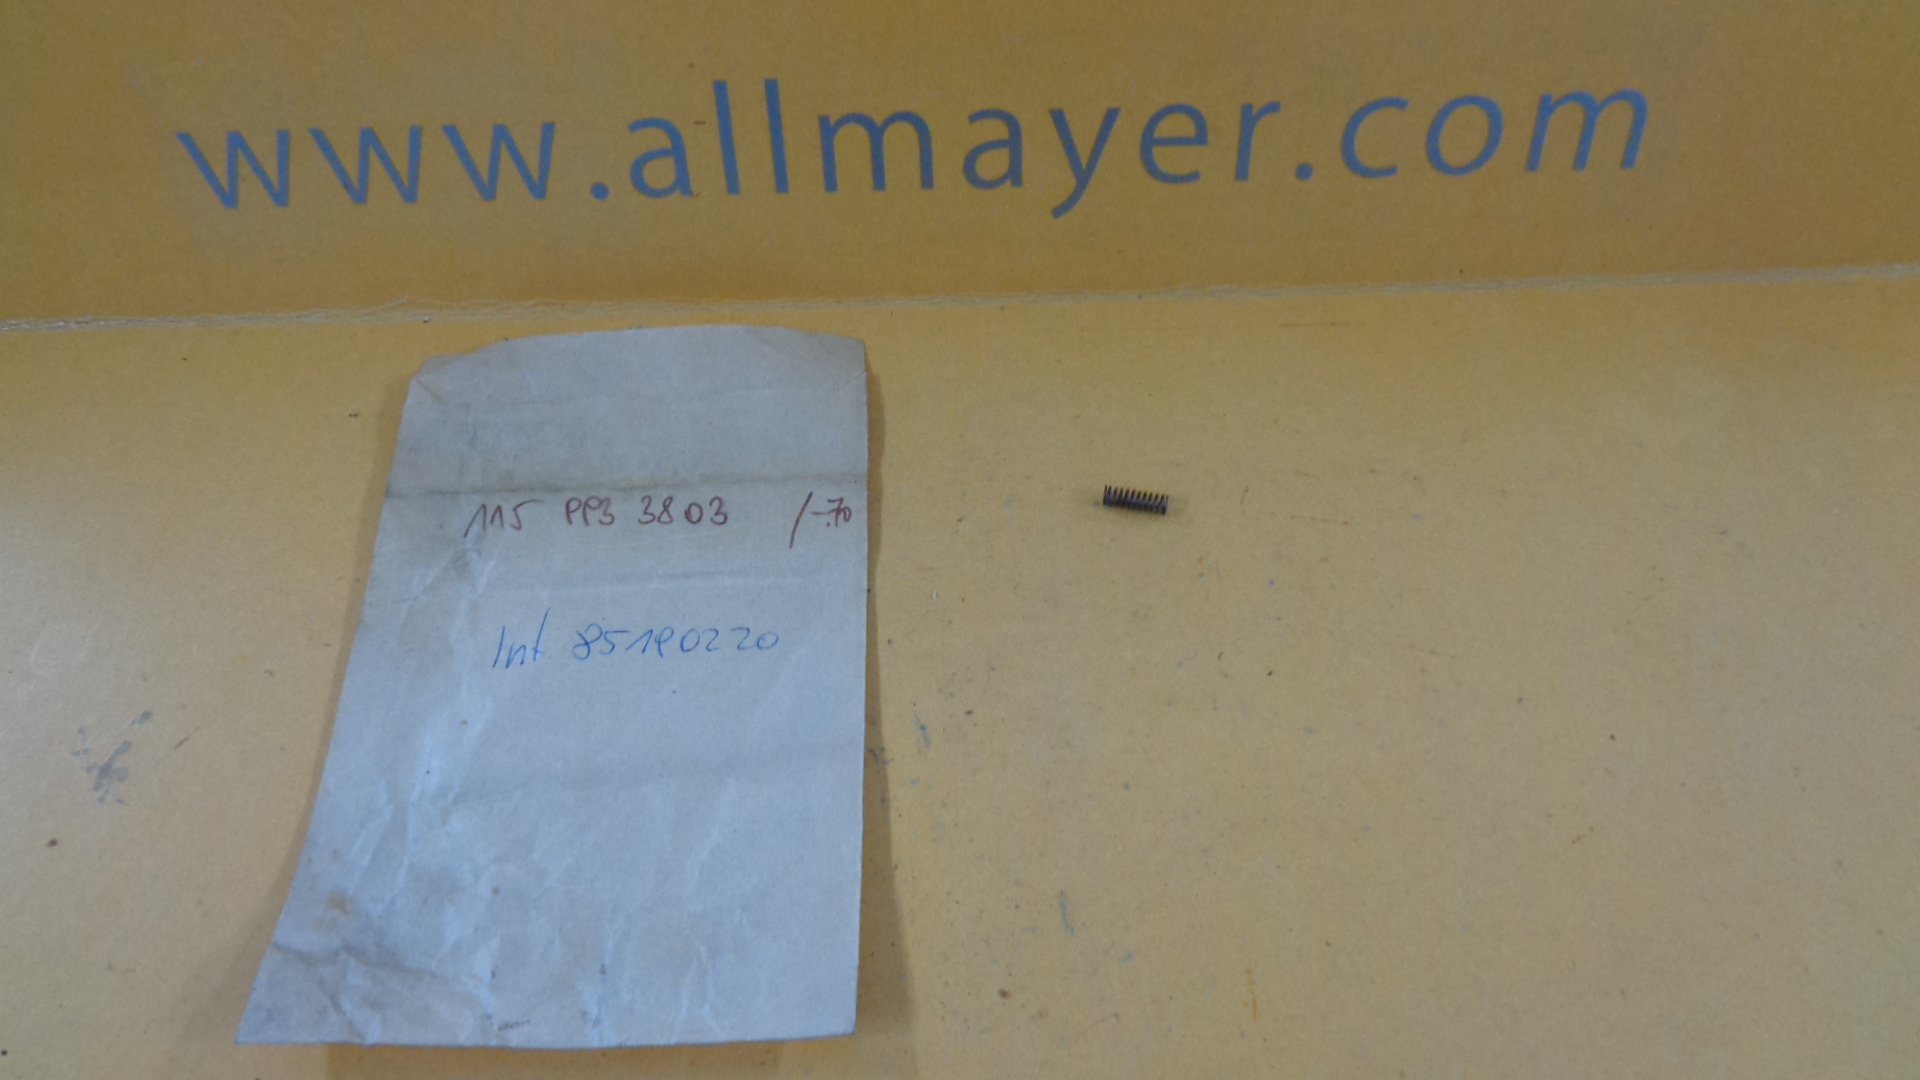 www.allmayer.com
115 PP3 3803 /-.70
Int. 85190220